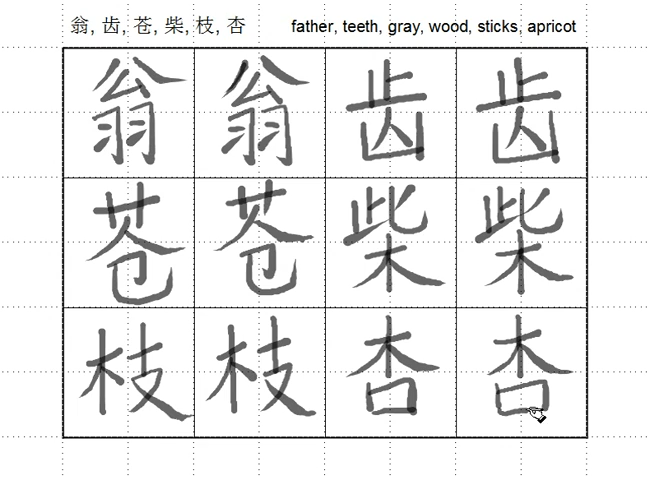 翁, 齿, 苍, 柴, 枝, 杏 father, teeth, gray, wood, sticks, apricot
翁 翁 齿 齿
苍 苍 柴 柴
枝 枝 杏 杏